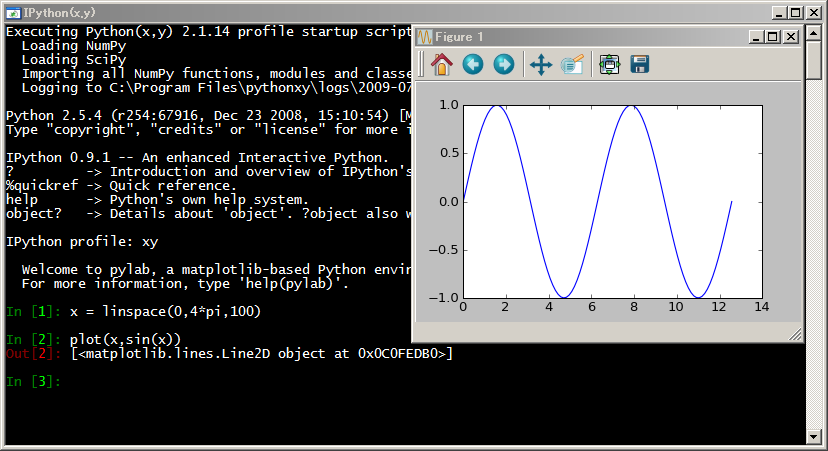 IPython(x,y)
Executing Python(x,y) 2.1.14 profile startup script
Loading NumPy
Loading SciPy
Importing all NumPy functions, modules and classe
Logging to C:\Program Files\pythonxy\logs\2009-07
Python 2.5.4 (r254:67916, Dec 23 2008, 15:10:54) [M
Type "copyright", "credits" or "license" for more i
IPython 0.9.1 -- An enhanced Interactive Python.
? -> Introduction and overview of IPython's
%quickref -> Quick reference.
help -> Python's own help system.
object? -> Details about 'object'. ?object also w
IPython profile: xy
Welcome to pylab, a matplotlib-based Python envir
For more information, type 'help(pylab)'.
In [1]: x = linspace(0,4*pi,100)
In [2]: plot(x,sin(x))
Out[2]: [<matplotlib.lines.Line2D object at 0x0C0FEDB0>]
In [3]:
Figure 1
1.0
0.5
0.0
−0.5
−1.0
0 2 4 6 8 10 12 14